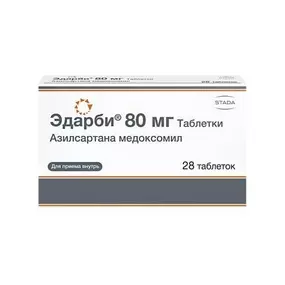 STADA
Эдарби® 80 мг Таблетки
Азилсартана медоксомил
Для приема внутрь
28 таблеток